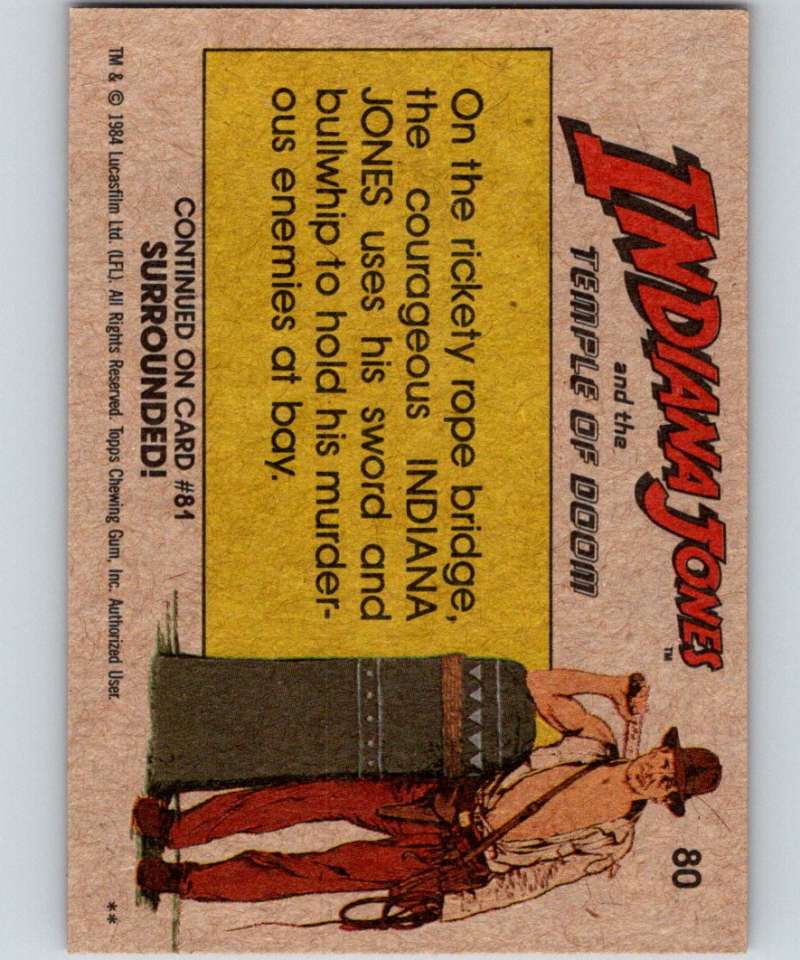 INDIANA JONES™
and the
TEMPLE OF DOOM
80
On the rickety rope bridge,
the courageous INDIANA
JONES uses his sword and
bullwhip to hold his murder-
ous enemies at bay.
CONTINUED ON CARD #81
SURROUNDED!
TM & © 1984 Lucasfilm Ltd. (LFL). All Rights Reserved. Topps Chewing Gum, Inc. Authorized User.
**